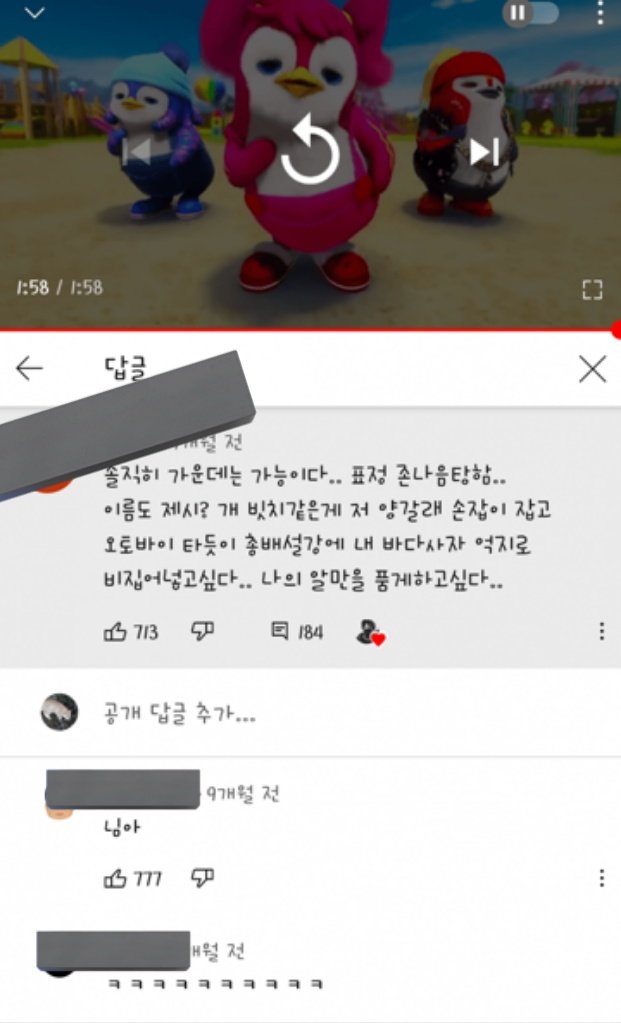 1:58 / 1:58
답글
개월 전
솔직히 가운데는 가능이다.. 표정 존나음탕함..
이름도 제시? 개 빗치같은게 저 양갈래 손잡이 잡고
오토바이 타듯이 총배설강에 내 바다사자 억지로
비집어넣고싶다.. 나의 알만을 품게하고싶다..
713 184
공개 답글 추가...
9개월 전
님아
777
월 전
ㅋㅋㅋㅋㅋㅋㅋㅋㅋㅋ